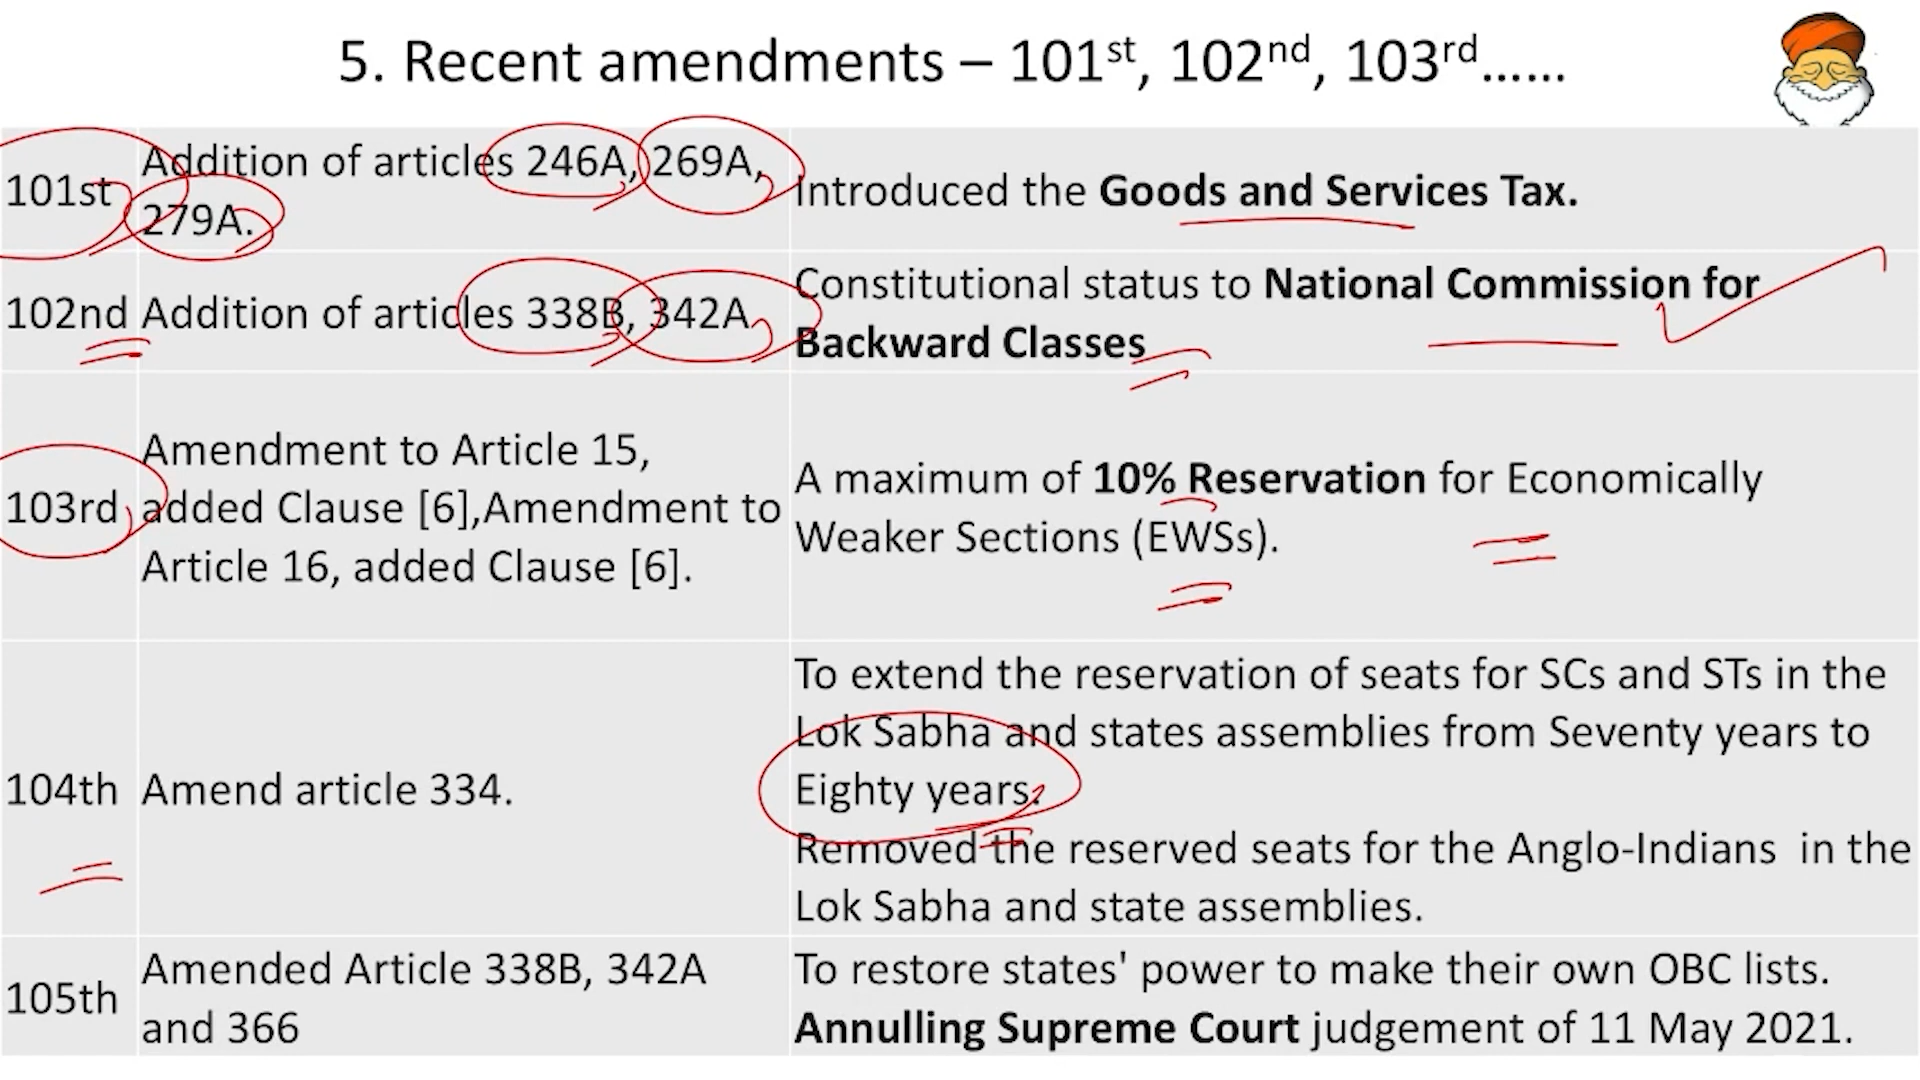 5. Recent amendments – 101st, 102nd, 103rd......
101st
Addition of articles 246A, 269A,
279A.
Introduced the Goods and Services Tax.
102nd
Addition of articles 338B, 342A
Constitutional status to National Commission for
Backward Classes
103rd
Amendment to Article 15,
added Clause [6],Amendment to
Article 16, added Clause [6].
A maximum of 10% Reservation for Economically
Weaker Sections (EWSs).
104th
Amend article 334.
To extend the reservation of seats for SCs and STs in the
Lok Sabha and states assemblies from Seventy years to
Eighty years.
Removed the reserved seats for the Anglo-Indians in the
Lok Sabha and state assemblies.
105th
Amended Article 338B, 342A
and 366
To restore states' power to make their own OBC lists.
Annulling Supreme Court judgement of 11 May 2021.